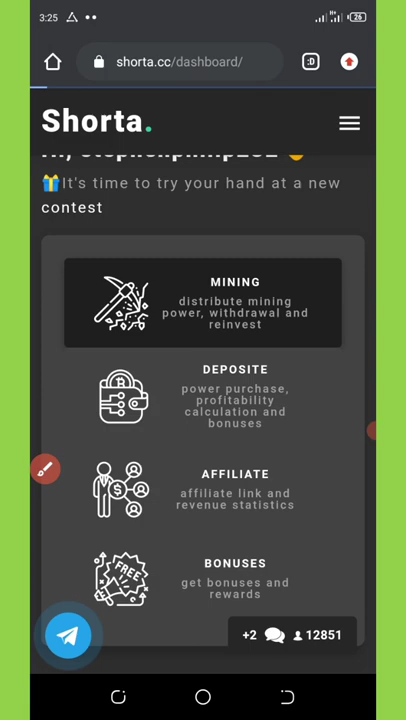 3:25
26
shorta.cc/dashboard/
:D
Shorta.
🎁It's time to try your hand at a new
contest
MINING
distribute mining
power, withdrawal and
reinvest
DEPOSITE
power purchase,
profitability
calculation and
bonuses
AFFILIATE
affiliate link and
revenue statistics
FREE
BONUSES
get bonuses and
rewards
+2 12851